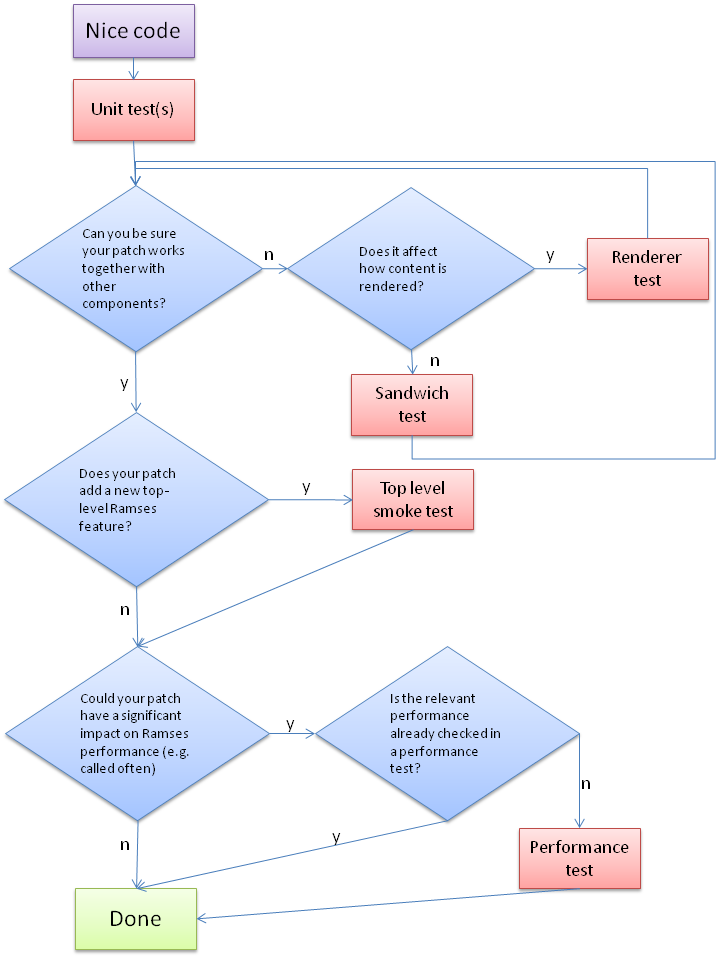 Nice code
Unit test(s)
Can you be sure
your patch works
together with
other
components?
n
Does it affect
how content is
rendered?
y
Renderer
test
n
Sandwich
test
y
Does your patch
add a new top-
level Ramses
feature?
y
Top level
smoke test
n
Could your patch
have a significant
impact on Ramses
performance (e.g.
called often)
y
Is the relevant
performance
already checked in
a performance
test?
n
Performance
test
y
n
Done